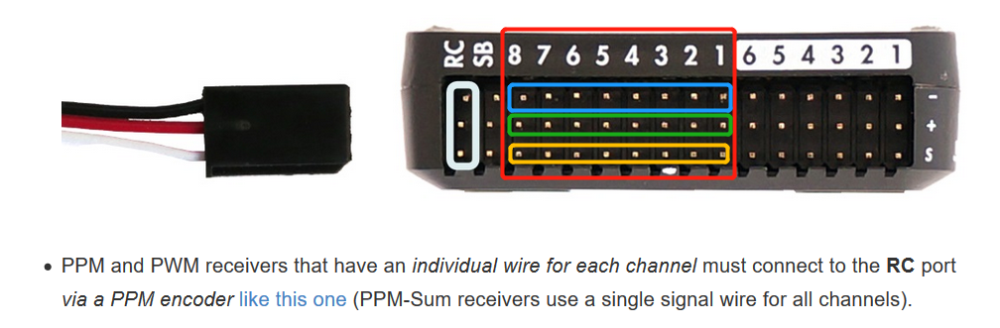 RC SB 8 7 6 5 4 3 2 1 6 5 4 3 2 1
-
+
S
• PPM and PWM receivers that have an individual wire for each channel must connect to the RC port
via a PPM encoder like this one (PPM-Sum receivers use a single signal wire for all channels).